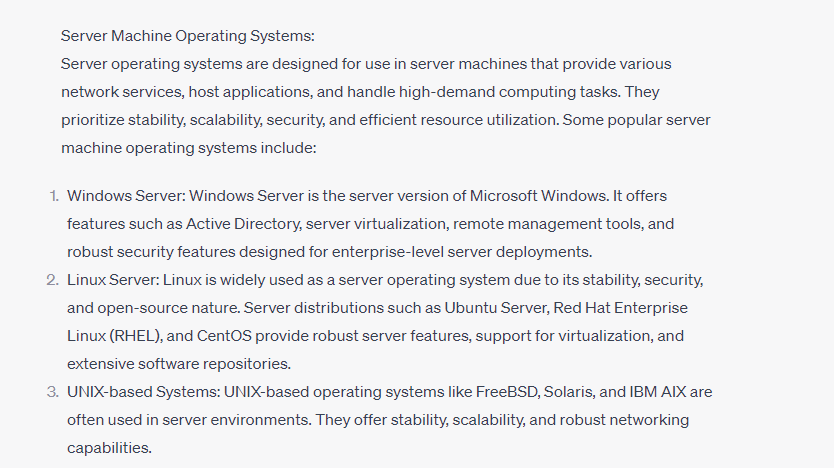 Server Machine Operating Systems:
Server operating systems are designed for use in server machines that provide various
network services, host applications, and handle high-demand computing tasks. They
prioritize stability, scalability, security, and efficient resource utilization. Some popular server
machine operating systems include:
1. Windows Server: Windows Server is the server version of Microsoft Windows. It offers
features such as Active Directory, server virtualization, remote management tools, and
robust security features designed for enterprise-level server deployments.
2. Linux Server: Linux is widely used as a server operating system due to its stability, security,
and open-source nature. Server distributions such as Ubuntu Server, Red Hat Enterprise
Linux (RHEL), and CentOS provide robust server features, support for virtualization, and
extensive software repositories.
3. UNIX-based Systems: UNIX-based operating systems like FreeBSD, Solaris, and IBM AIX are
often used in server environments. They offer stability, scalability, and robust networking
capabilities.